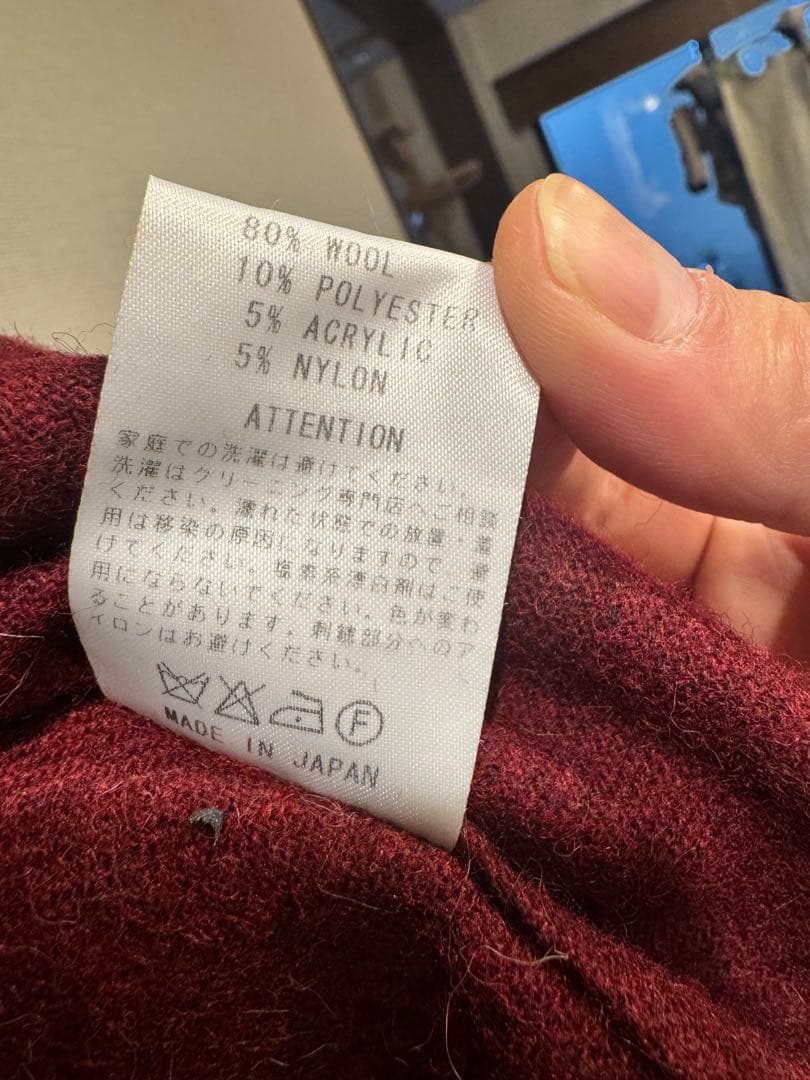 80% WOOL
10% POLYESTER
5% ACRYLIC
5% NYLON
ATTENTION
家庭での洗濯は避けてください。
洗濯はクリーニング専門店へご相談
ください。濡れた状態での放置・着
用は移染の原因になりますので、避
けてください。塩素系漂白剤はご使
用にならないでください。色が変わ
ることがあります。刺繍部分へのア
イロンはお避けください。
F
MADE IN JAPAN